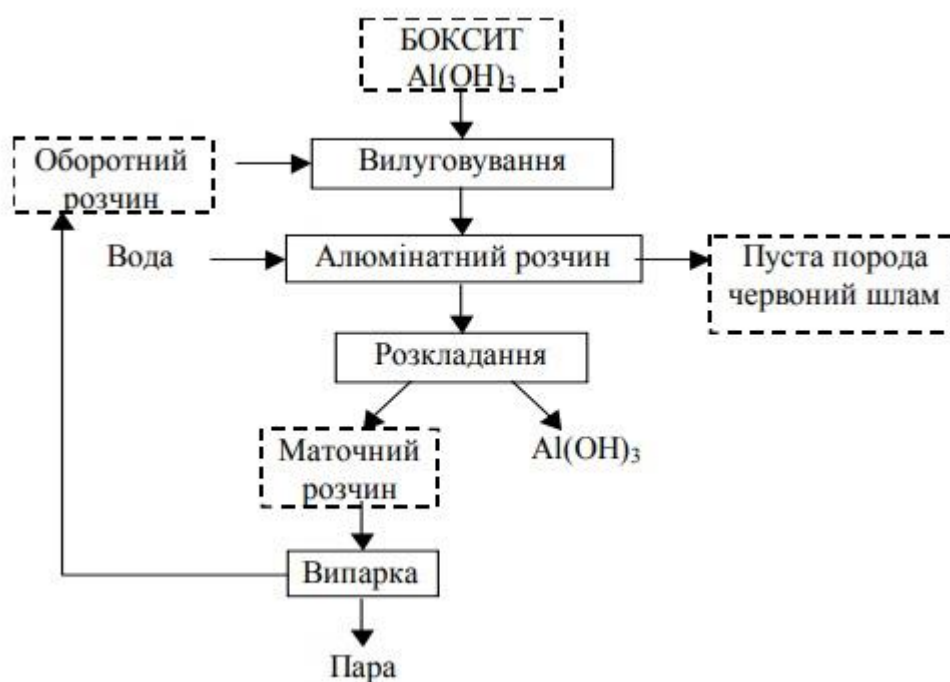 БОКСИТ
Al(OH)₃
Оборотний
розчин
Вилуговування
Вода
Алюмінатний розчин
Пуста порода
червоний шлам
Розкладання
Маточний
розчин
Al(OH)₃
Випарка
Пара